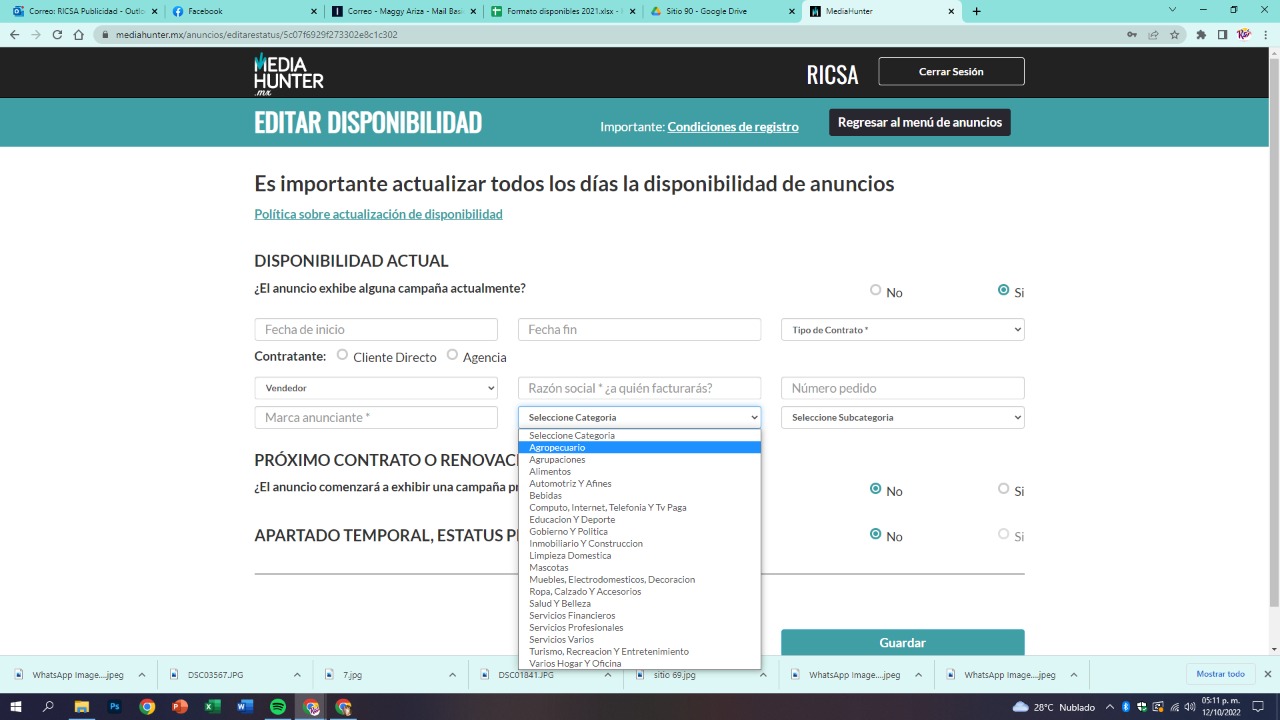 Correo: RICSA Publicidad - Outlo
Facebook
Correo - Maggy Ariza - Mail Bas
Formato disponibles 2021.xlsx - H
Sitio 90 - Google Drive
MediaHunter
mediahunter.mx/anuncios/editarestatus/5c07f6929f273302e8c1c302
MEDIA
HUNTER
.mx
RICSA
Cerrar Sesión
EDITAR DISPONIBILIDAD
Importante: Condiciones de registro
Regresar al menú de anuncios
Es importante actualizar todos los días la disponibilidad de anuncios
Política sobre actualización de disponibilidad
DISPONIBILIDAD ACTUAL
¿El anuncio exhibe alguna campaña actualmente?
No
Si
Fecha de inicio
Fecha fin
Tipo de Contrato *
Contratante: Cliente Directo Agencia
Vendedor
Razón social * ¿a quién facturarás?
Número pedido
Marca anunciante *
Seleccione Categoria
Seleccione Subcategoria
Seleccione Categoria
Agropecuario
Agrupaciones
Alimentos
Automotriz Y Afines
Bebidas
Computo, Internet, Telefonía Y Tv Paga
Educacion Y Deporte
Gobierno Y Politica
Inmobiliario Y Construccion
Limpieza Domestica
Mascotas
Muebles, Electrodomesticos, Decoracion
Ropa, Calzado Y Accesorios
Salud Y Belleza
Servicios Financieros
Servicios Profesionales
Servicios Varios
Turismo, Recreacion Y Entretenimiento
Varios Hogar Y Oficina
PRÓXIMO CONTRATO O RENOVACI
¿El anuncio comenzará a exhibir una campaña pr
No
Si
APARTADO TEMPORAL, ESTATUS P
No
Si
Guardar
WhatsApp Image....jpeg
DSC03567.JPG
7.jpg
DSC01841.JPG
sitio 69.jpg
WhatsApp Image....jpeg
WhatsApp Image....jpeg
Mostrar todo
28°C Nublado
05:11 p. m.
12/10/2022